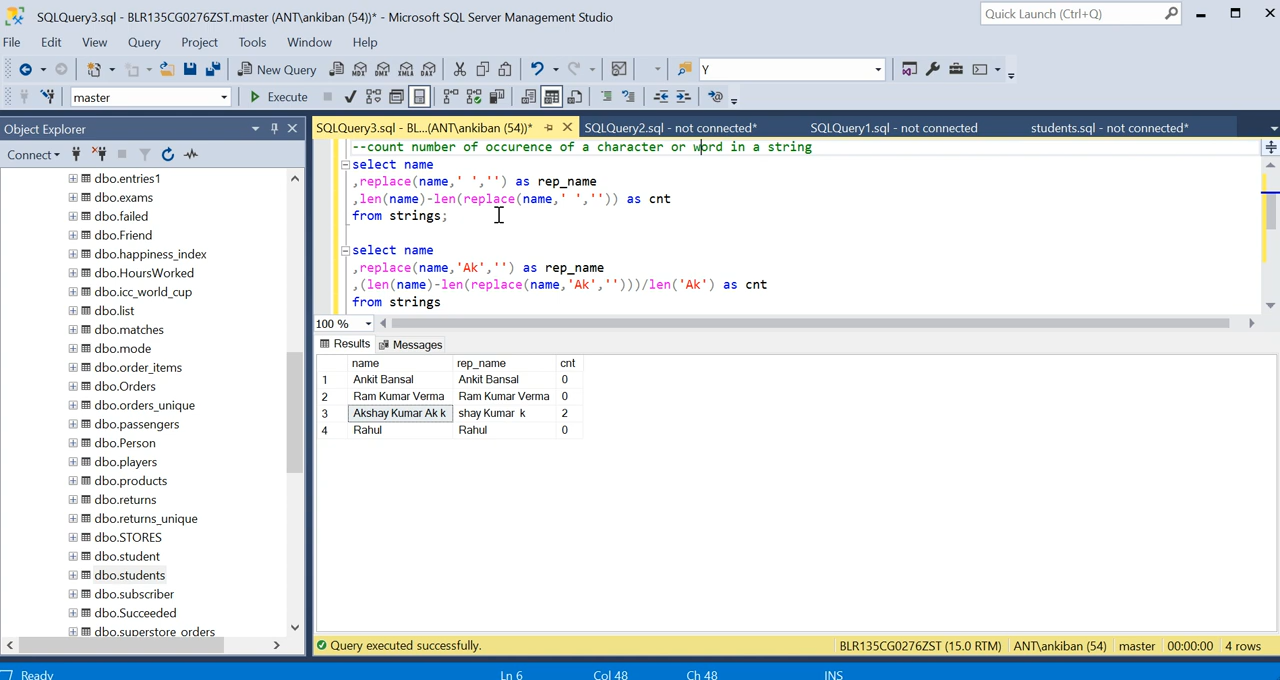 SQLQuery3.sql - BLR135CG0276ZST.master (ANT\ankiban (54))* - Microsoft SQL Server Management Studio
Quick Launch (Ctrl+Q)
File Edit View Query Project Tools Window Help
New Query MDX DMX XMLA DAX Y
master Execute
Object Explorer
Connect
dbo.entries1
dbo.exams
dbo.failed
dbo.Friend
dbo.happiness_index
dbo.HoursWorked
dbo.icc_world_cup
dbo.list
dbo.matches
dbo.mode
dbo.order_items
dbo.Orders
dbo.orders_unique
dbo.passengers
dbo.Person
dbo.players
dbo.products
dbo.returns
dbo.returns_unique
dbo.STORES
dbo.student
dbo.students
dbo.subscriber
dbo.Succeeded
dbo.superstore_orders
SQLQuery3.sql - BL...(ANT\ankiban (54))* SQLQuery2.sql - not connected* SQLQuery1.sql - not connected students.sql - not connected*
--count number of occurence of a character or word in a string
select name
,replace(name,' ','') as rep_name
,len(name)-len(replace(name,' ','')) as cnt
from strings;
select name
,replace(name,'Ak','') as rep_name
,(len(name)-len(replace(name,'Ak','')))/len('Ak') as cnt
from strings
100 %
Results Messages
name rep_name cnt
1 Ankit Bansal Ankit Bansal 0
2 Ram Kumar Verma Ram Kumar Verma 0
3 Akshay Kumar Ak k shay Kumar k 2
4 Rahul Rahul 0
Query executed successfully. BLR135CG0276ZST (15.0 RTM) ANT\ankiban (54) master 00:00:00 4 rows
Ready Ln 6 Col 48 Ch 48 INS